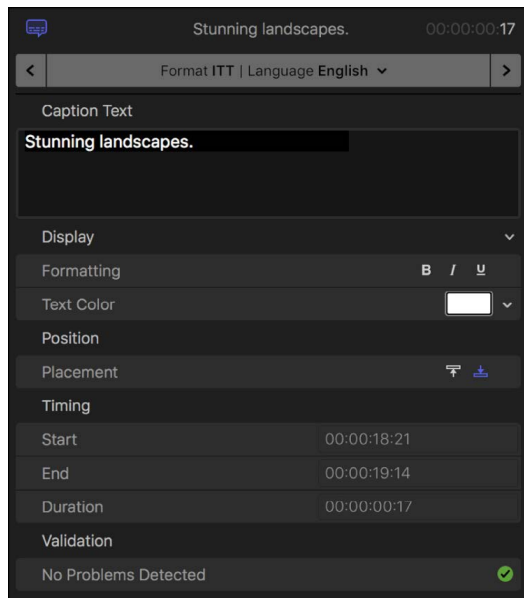 Stunning landscapes. 00:00:00:17
Format ITT | Language English
Caption Text
Stunning landscapes.
Display
Formatting B I U
Text Color
Position
Placement
Timing
Start 00:00:18:21
End 00:00:19:14
Duration 00:00:00:17
Validation
No Problems Detected